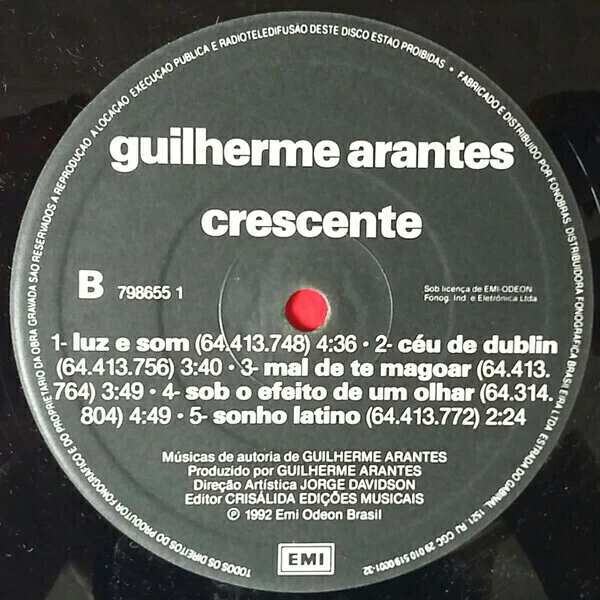 guilherme arantes
crescente
B 798655 1
Sob licença de EMI-ODEON
Fonog. Ind. e Eletrônica Ltda
1- luz e som (64.413.748) 4:36 • 2- céu de dublin
(64.413.756) 3:40 • 3- mal de te magoar (64.413.
764) 3:49 • 4- sob o efeito de um olhar (64.314.
804) 4:49 • 5- sonho latino (64.413.772) 2:24
Músicas de autoria de GUILHERME ARANTES
Produzido por GUILHERME ARANTES
Direção Artística JORGE DAVIDSON
Editor CRISÁLIDA EDIÇÕES MUSICAIS
℗ 1992 Emi Odeon Brasil
EMI
TODOS OS DIREITOS DO PRODUTOR FONOGRÁFICO E DO PROPRIETÁRIO DA OBRA GRAVADA SÃO RESERVADOS A REPRODUÇÃO A LOCAÇÃO EXECUÇÃO PUBLICA E RADIOTELEDIFUSÃO DESTE DISCO ESTÃO PROIBIDAS • FABRICADO E DISTRIBUIDO POR FONOBRAS. DISTRIBUIDORA FONOGRAFICA BRASILEIRA LTDA ESTRADA DO GABINAL 1521 RJ CGC 29 010 519 0001-32